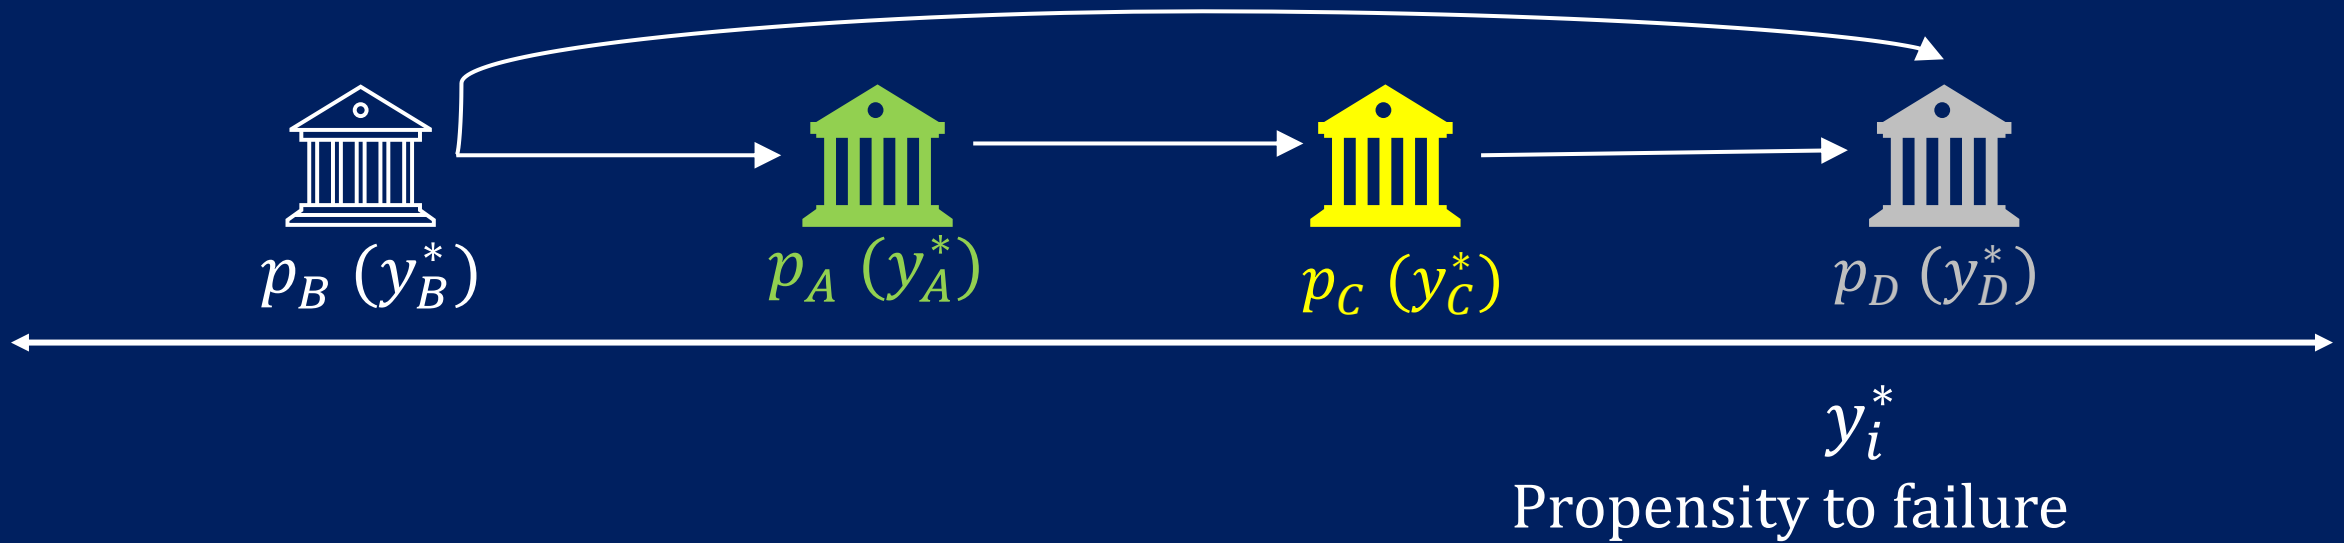 p_B (y_B^*)
p_A (y_A^*)
p_C (y_C^*)
p_D (y_D^*)
y_i^*
Propensity to failure